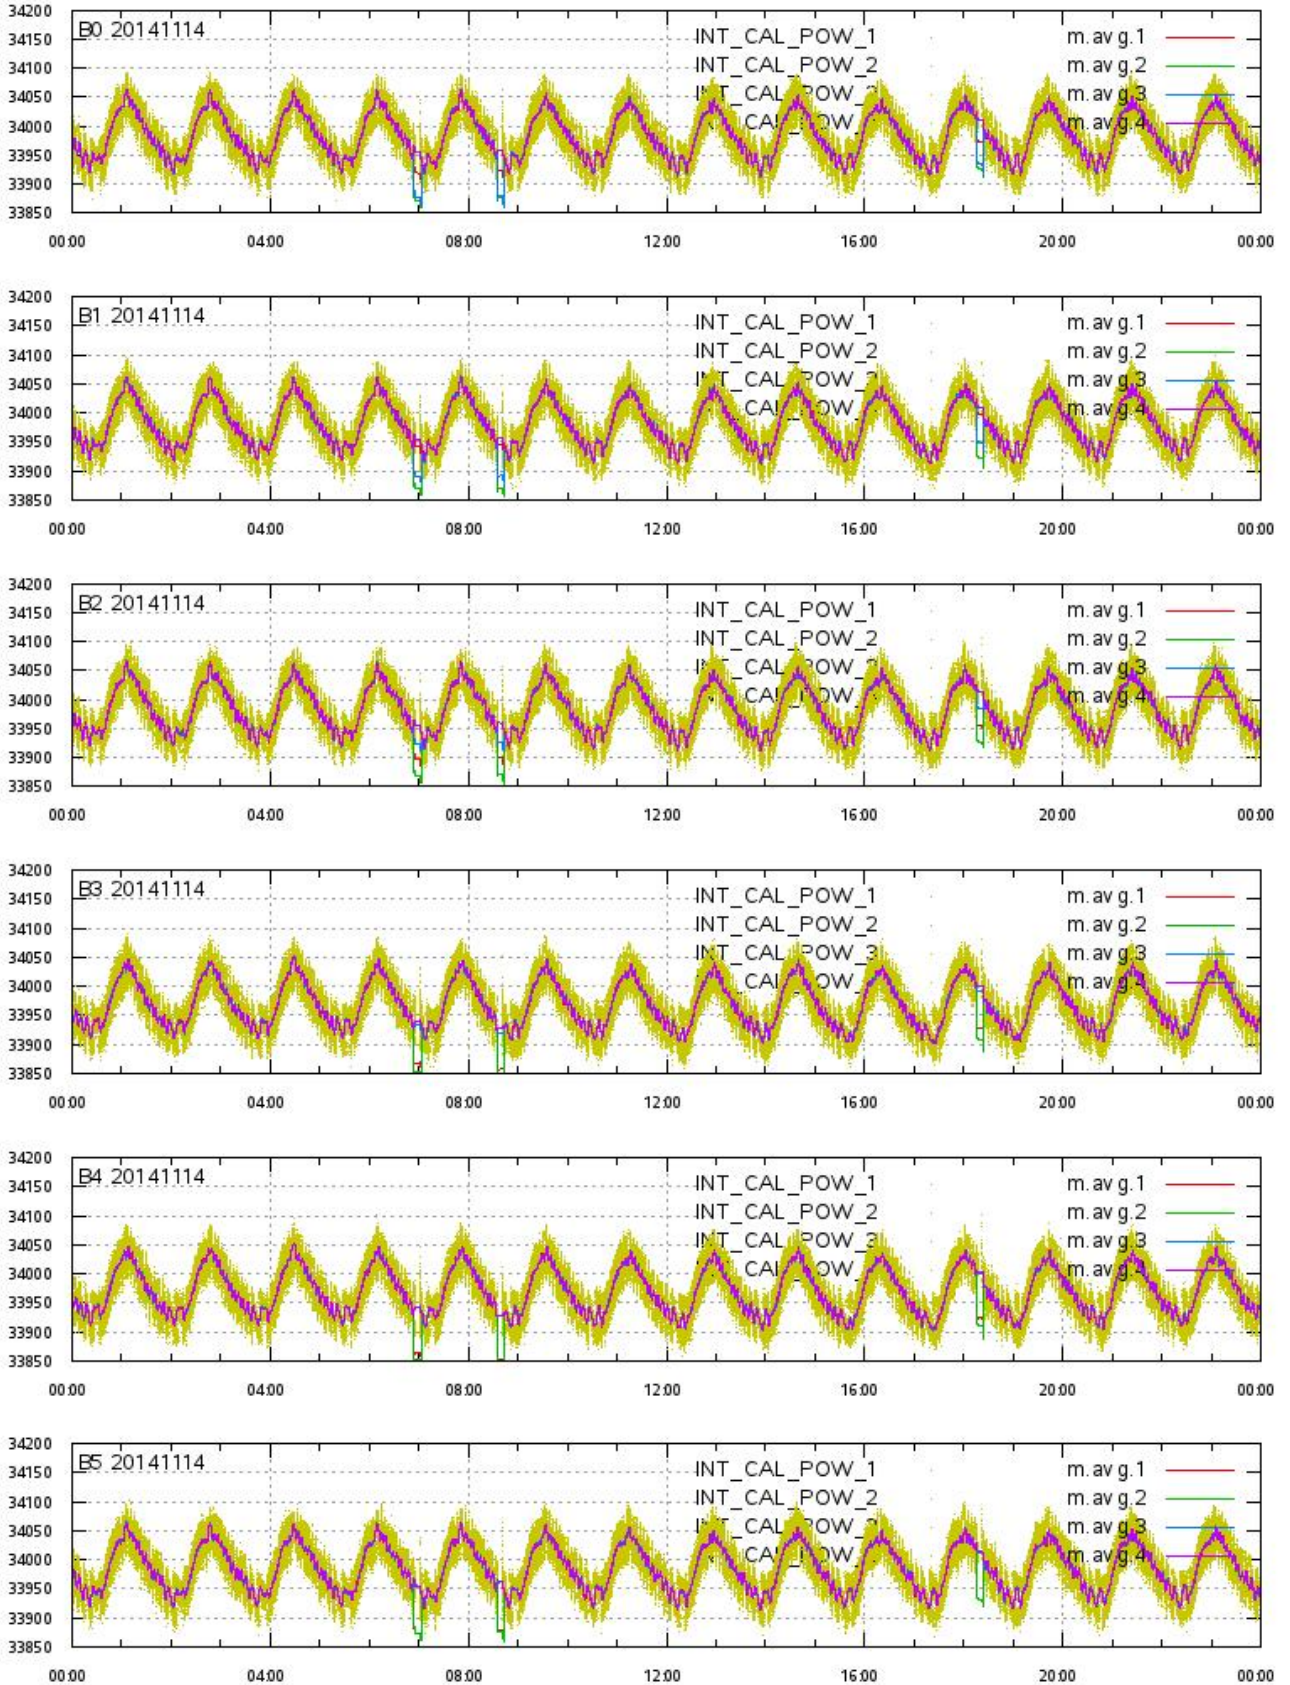 34200
34150 B0 20141114 INT_CAL_POW_1 m.avg.1
34100 INT_CAL_POW_2 m.avg.2
34050 m.avg.3
34000 m.avg.4
33950
33900
33850
00:00 04:00 08:00 12:00 16:00 20:00 00:00
34200
34150 B1 20141114 INT_CAL_POW_1 m.avg.1
34100 INT_CAL_POW_2 m.avg.2
34050 m.avg.3
34000 m.avg.4
33950
33900
33850
00:00 04:00 08:00 12:00 16:00 20:00 00:00
34200
34150 B2 20141114 INT_CAL_POW_1 m.avg.1
34100 INT_CAL_POW_2 m.avg.2
34050 m.avg.3
34000 m.avg.4
33950
33900
33850
00:00 04:00 08:00 12:00 16:00 20:00 00:00
34200
34150 B3 20141114 INT_CAL_POW_1 m.avg.1
34100 INT_CAL_POW_2 m.avg.2
34050 INT_CAL_POW_3 m.avg.3
34000 m.avg.4
33950
33900
33850
00:00 04:00 08:00 12:00 16:00 20:00 00:00
34200
34150 B4 20141114 INT_CAL_POW_1 m.avg.1
34100 INT_CAL_POW_2 m.avg.2
34050 INT_CAL_POW_3 m.avg.3
34000 m.avg.4
33950
33900
33850
00:00 04:00 08:00 12:00 16:00 20:00 00:00
34200
34150 B5 20141114 INT_CAL_POW_1 m.avg.1
34100 INT_CAL_POW_2 m.avg.2
34050 m.avg.3
34000 m.avg.4
33950
33900
33850
00:00 04:00 08:00 12:00 16:00 20:00 00:00